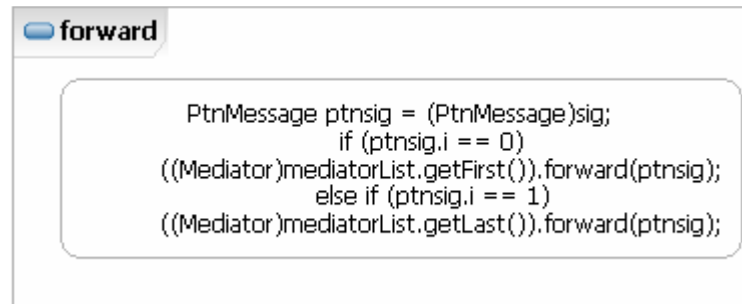 forward
PtnMessage ptnsig = (PtnMessage)sig;
if (ptnsig.i == 0)
((Mediator)mediatorList.getFirst()).forward(ptnsig);
else if (ptnsig.i == 1)
((Mediator)mediatorList.getLast()).forward(ptnsig);